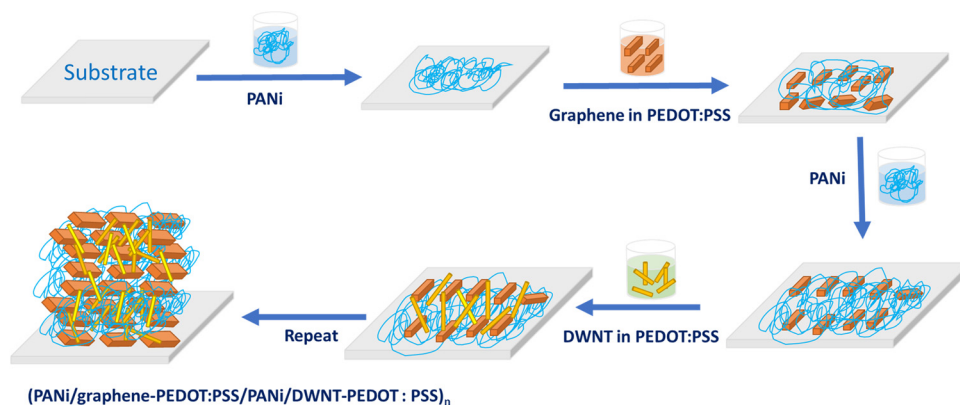 Substrate
PANi
Graphene in PEDOT:PSS
PANi
DWNT in PEDOT:PSS
Repeat
(PANi/graphene-PEDOT:PSS/PANi/DWNT-PEDOT : PSS)n